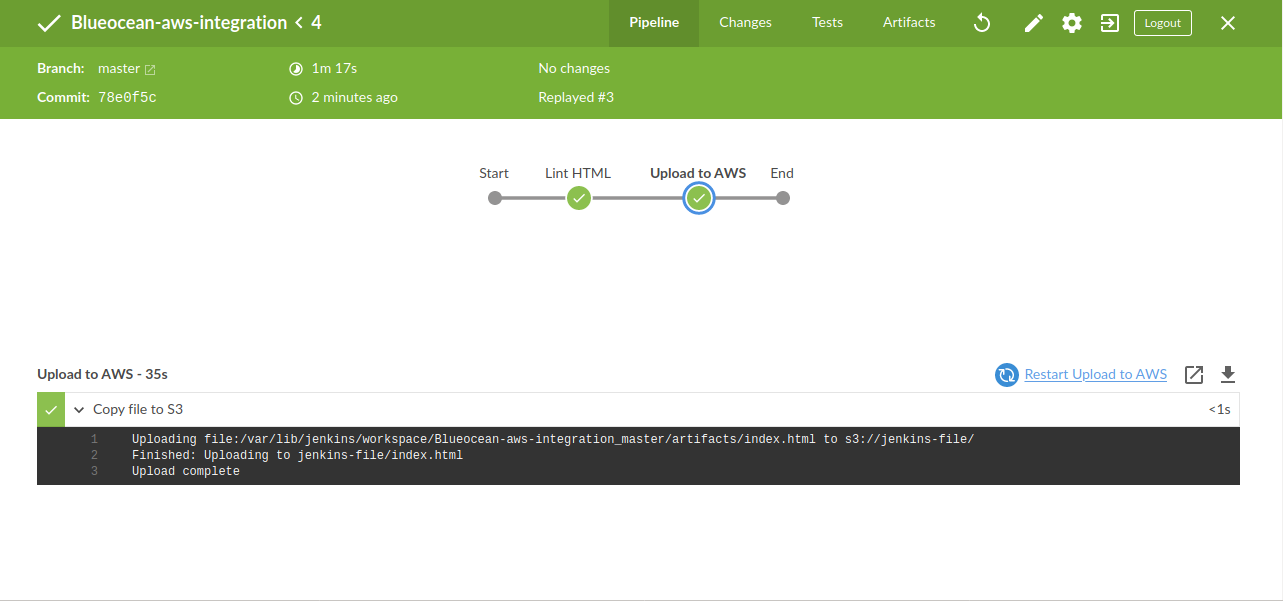 Blueocean-aws-integration < 4 Pipeline Changes Tests Artifacts Logout
Branch: master 1m 17s No changes
Commit: 78e0f5c 2 minutes ago Replayed #3
Start Lint HTML Upload to AWS End
Upload to AWS - 35s Restart Upload to AWS
Copy file to S3 <1s
1 Uploading file:/var/lib/jenkins/workspace/Blueocean-aws-integration_master/artifacts/index.html to s3://jenkins-file/
2 Finished: Uploading to jenkins-file/index.html
3 Upload complete